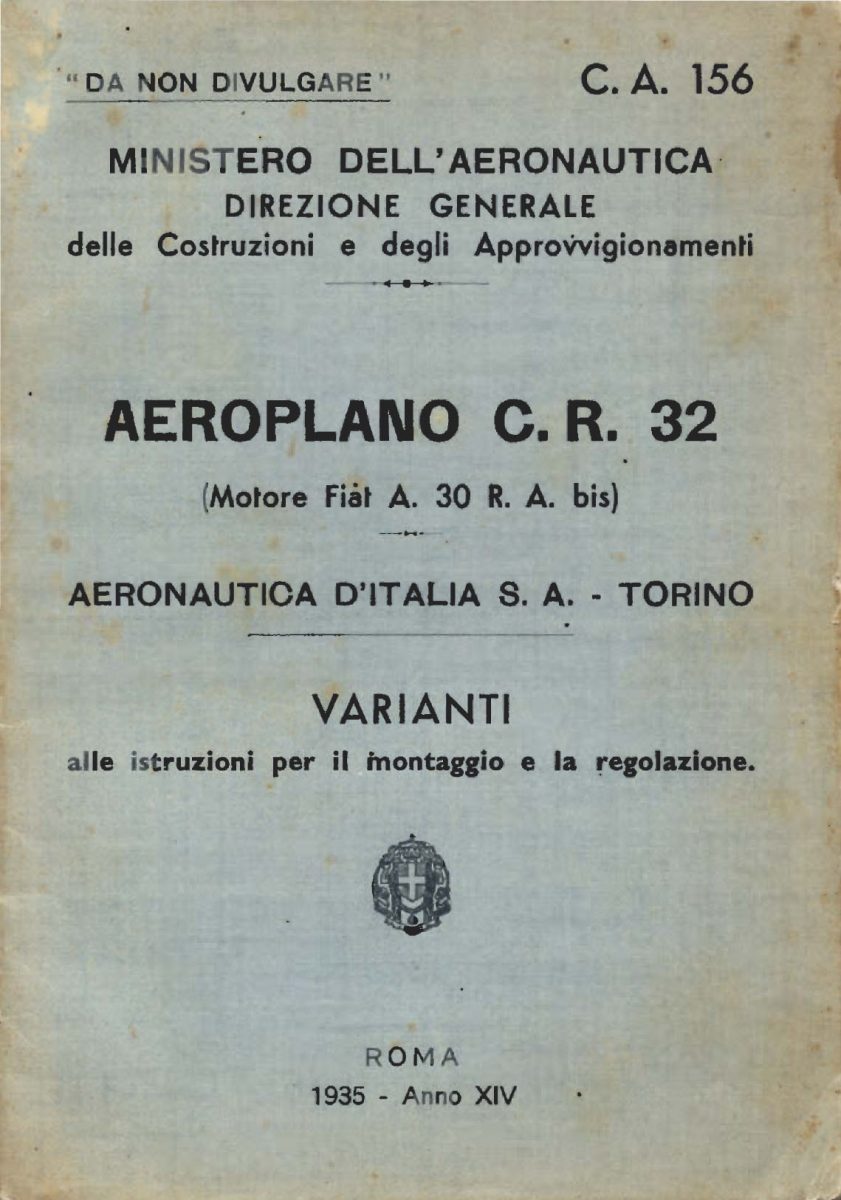 "DA NON DIVULGARE"
C. A. 156
MINISTERO DELL'AERONAUTICA
DIREZIONE GENERALE
delle Costruzioni e degli Approvvigionamenti
AEROPLANO C. R. 32
(Motore Fiat A. 30 R. A. bis)
AERONAUTICA D'ITALIA S. A. - TORINO
VARIANTI
alle istruzioni per il montaggio e la regolazione.
ROMA
1935 - Anno XIV